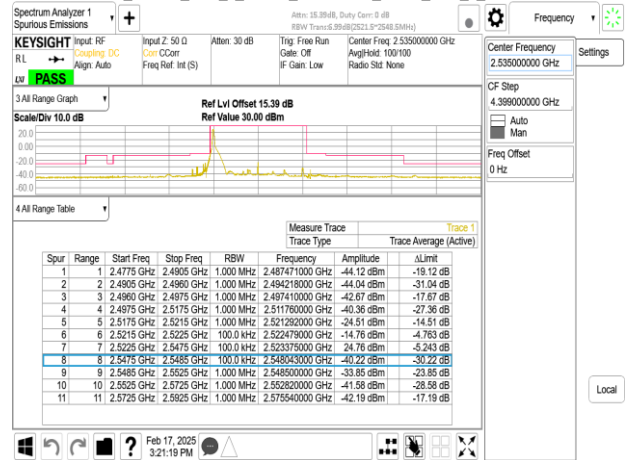 Spectrum Analyzer 1
Spurious Emissions
Attn: 15.39dB, Duty Corr: 0 dB
RBW Trans:6.99dB(2521.5~2548.5MHz)
Frequency
KEYSIGHT
RL
LXI
PASS
Input: RF
Coupling: DC
Align: Auto
Input Z: 50 Ω
Corr CCorr
Freq Ref: Int (S)
Atten: 30 dB
Trig: Free Run
Gate: Off
IF Gain: Low
Center Freq: 2.535000000 GHz
Avg|Hold: 100/100
Radio Std: None
Center Frequency
2.535000000 GHz
Settings
CF Step
4.399000000 GHz
Auto
Man
Freq Offset
0 Hz
3 All Range Graph
Scale/Div 10.0 dB
Ref Lvl Offset 15.39 dB
Ref Value 30.00 dBm
20.0
0.00
-20.0
-40.0
-60.0
4 All Range Table
Measure Trace Trace 1
Trace Type Trace Average (Active)
Spur Range Start Freq Stop Freq RBW Frequency Amplitude ΔLimit
1 1 2.4775 GHz 2.4905 GHz 1.000 MHz 2.487471000 GHz -44.12 dBm -19.12 dB
2 2 2.4905 GHz 2.4960 GHz 1.000 MHz 2.494218000 GHz -44.04 dBm -31.04 dB
3 3 2.4960 GHz 2.4975 GHz 1.000 MHz 2.497410000 GHz -42.67 dBm -17.67 dB
4 4 2.4975 GHz 2.5175 GHz 1.000 MHz 2.511760000 GHz -40.36 dBm -27.36 dB
5 5 2.5175 GHz 2.5215 GHz 1.000 MHz 2.521292000 GHz -24.51 dBm -14.51 dB
6 6 2.5215 GHz 2.5225 GHz 100.0 kHz 2.522479000 GHz -14.76 dBm -4.763 dB
7 7 2.5225 GHz 2.5475 GHz 100.0 kHz 2.523375000 GHz 24.76 dBm -5.243 dB
8 8 2.5475 GHz 2.5485 GHz 100.0 kHz 2.548043000 GHz -40.22 dBm -30.22 dB
9 9 2.5485 GHz 2.5525 GHz 1.000 MHz 2.548500000 GHz -33.85 dBm -23.85 dB
10 10 2.5525 GHz 2.5725 GHz 1.000 MHz 2.552820000 GHz -41.58 dBm -28.58 dB
11 11 2.5725 GHz 2.5925 GHz 1.000 MHz 2.575540000 GHz -42.19 dBm -17.19 dB
Local
?
Feb 17, 2025
3:21:19 PM